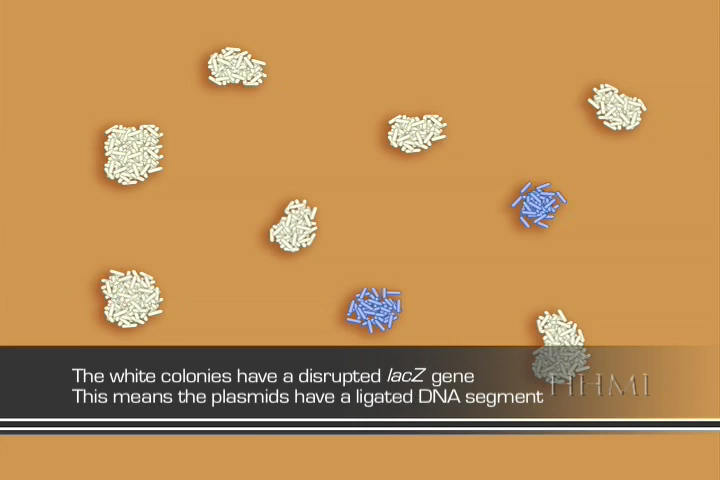 The white colonies have a disrupted lacZ gene
This means the plasmids have a ligated DNA segment
HHMI